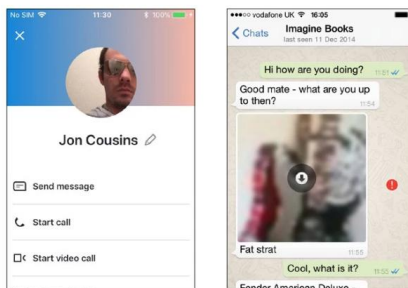 No SIM 11:30 100%
Jon Cousins
Send message
Start call
Start video call
vodafone UK 16:05
Chats
Imagine Books
last seen 11 Dec 2014
Hi how are you doing? 11:51
Good mate - what are you up
to then? 11:54
Fat strat 11:55
Cool, what is it? 11:55
Fender American Deluxe -